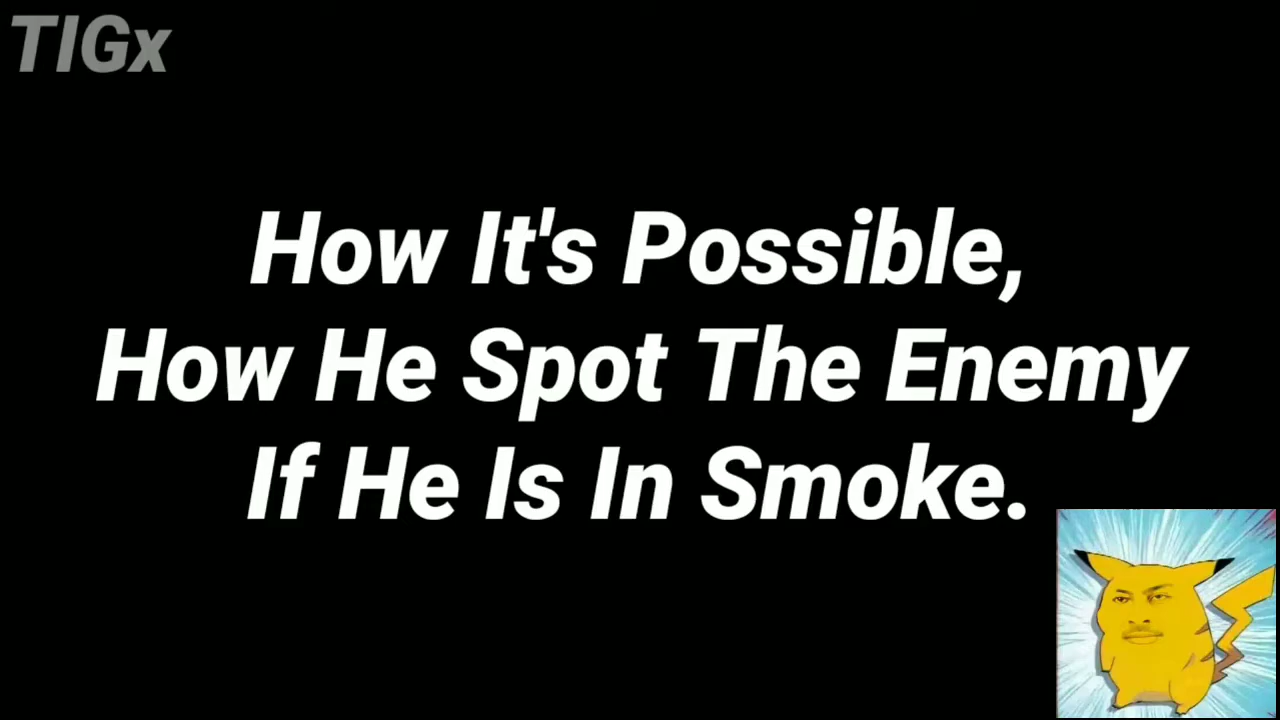 TIGx
How It's Possible,
How He Spot The Enemy
If He Is In Smoke.